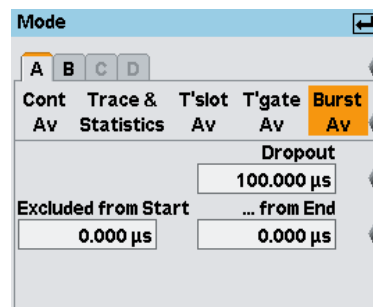 Mode
A B C D
Cont Av Trace & Statistics T'slot Av T'gate Av Burst Av
Dropout
100.000 µs
Excluded from Start ... from End
0.000 µs 0.000 µs